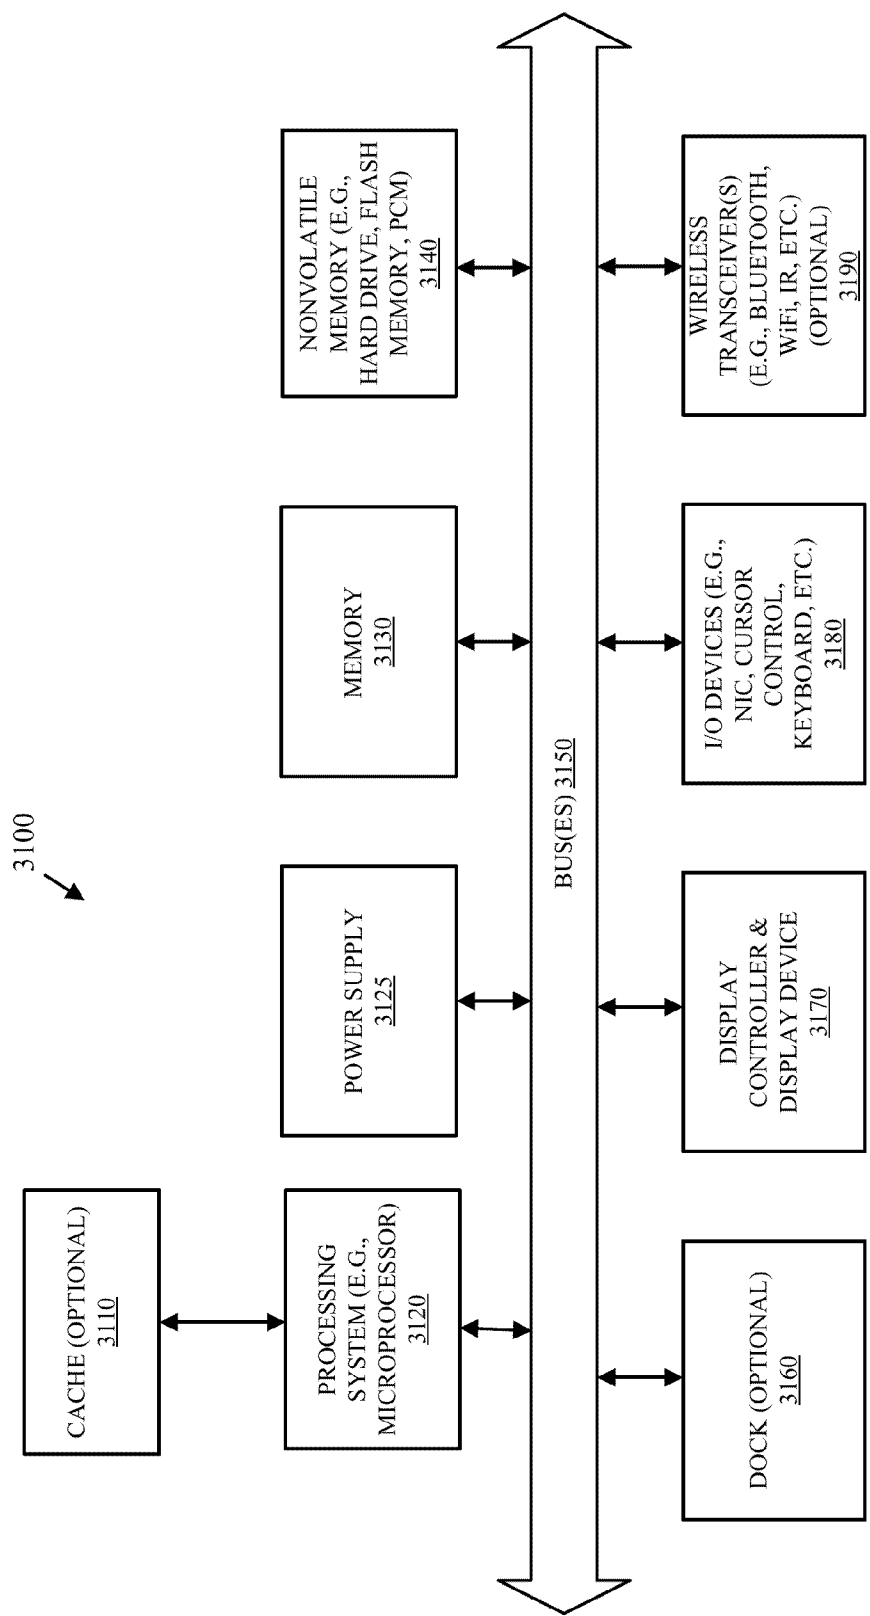 3100
CACHE (OPTIONAL)
3110
PROCESSING
SYSTEM (E.G.,
MICROPROCESSOR)
3120
POWER SUPPLY
3125
MEMORY
3130
NONVOLATILE
MEMORY (E.G.,
HARD DRIVE, FLASH
MEMORY, PCM)
3140
BUS(ES) 3150
DOCK (OPTIONAL)
3160
DISPLAY
CONTROLLER &
DISPLAY DEVICE
3170
I/O DEVICES (E.G.,
NIC, CURSOR
CONTROL,
KEYBOARD, ETC.)
3180
WIRELESS
TRANSCEIVER(S)
(E.G., BLUETOOTH,
WiFi, IR, ETC.)
(OPTIONAL)
3190